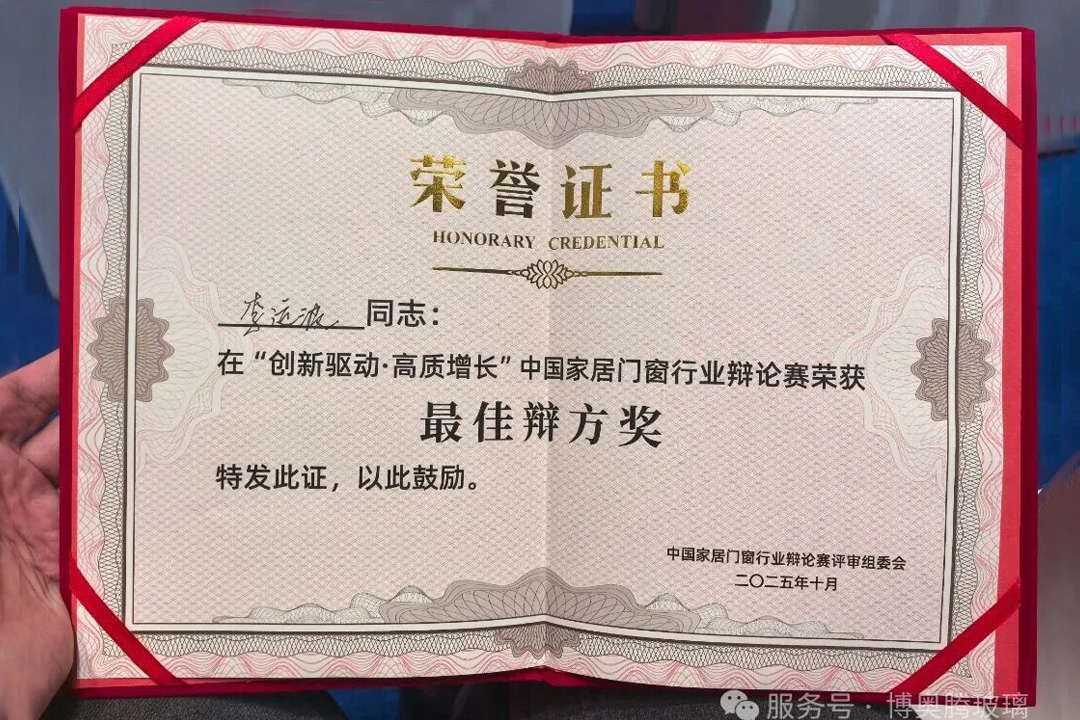 荣誉证书
HONORARY CREDENTIAL
李运波 同志：
在“创新驱动·高质增长”中国家居门窗行业辩论赛荣获
最佳辩方奖
特发此证，以此鼓励。
中国家居门窗行业辩论赛评审组委会
二〇二五年十月
服务号 博奥腾玻璃